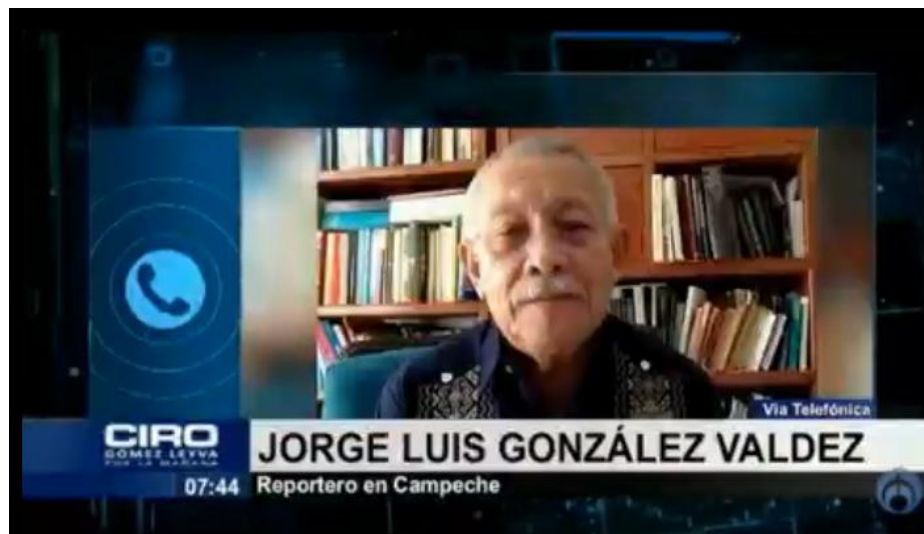 Vía Telefónica
CIRO
GÓMEZ LEYVA
POR LA MAÑANA
JORGE LUIS GONZÁLEZ VALDEZ
07:44
Reportero en Campeche